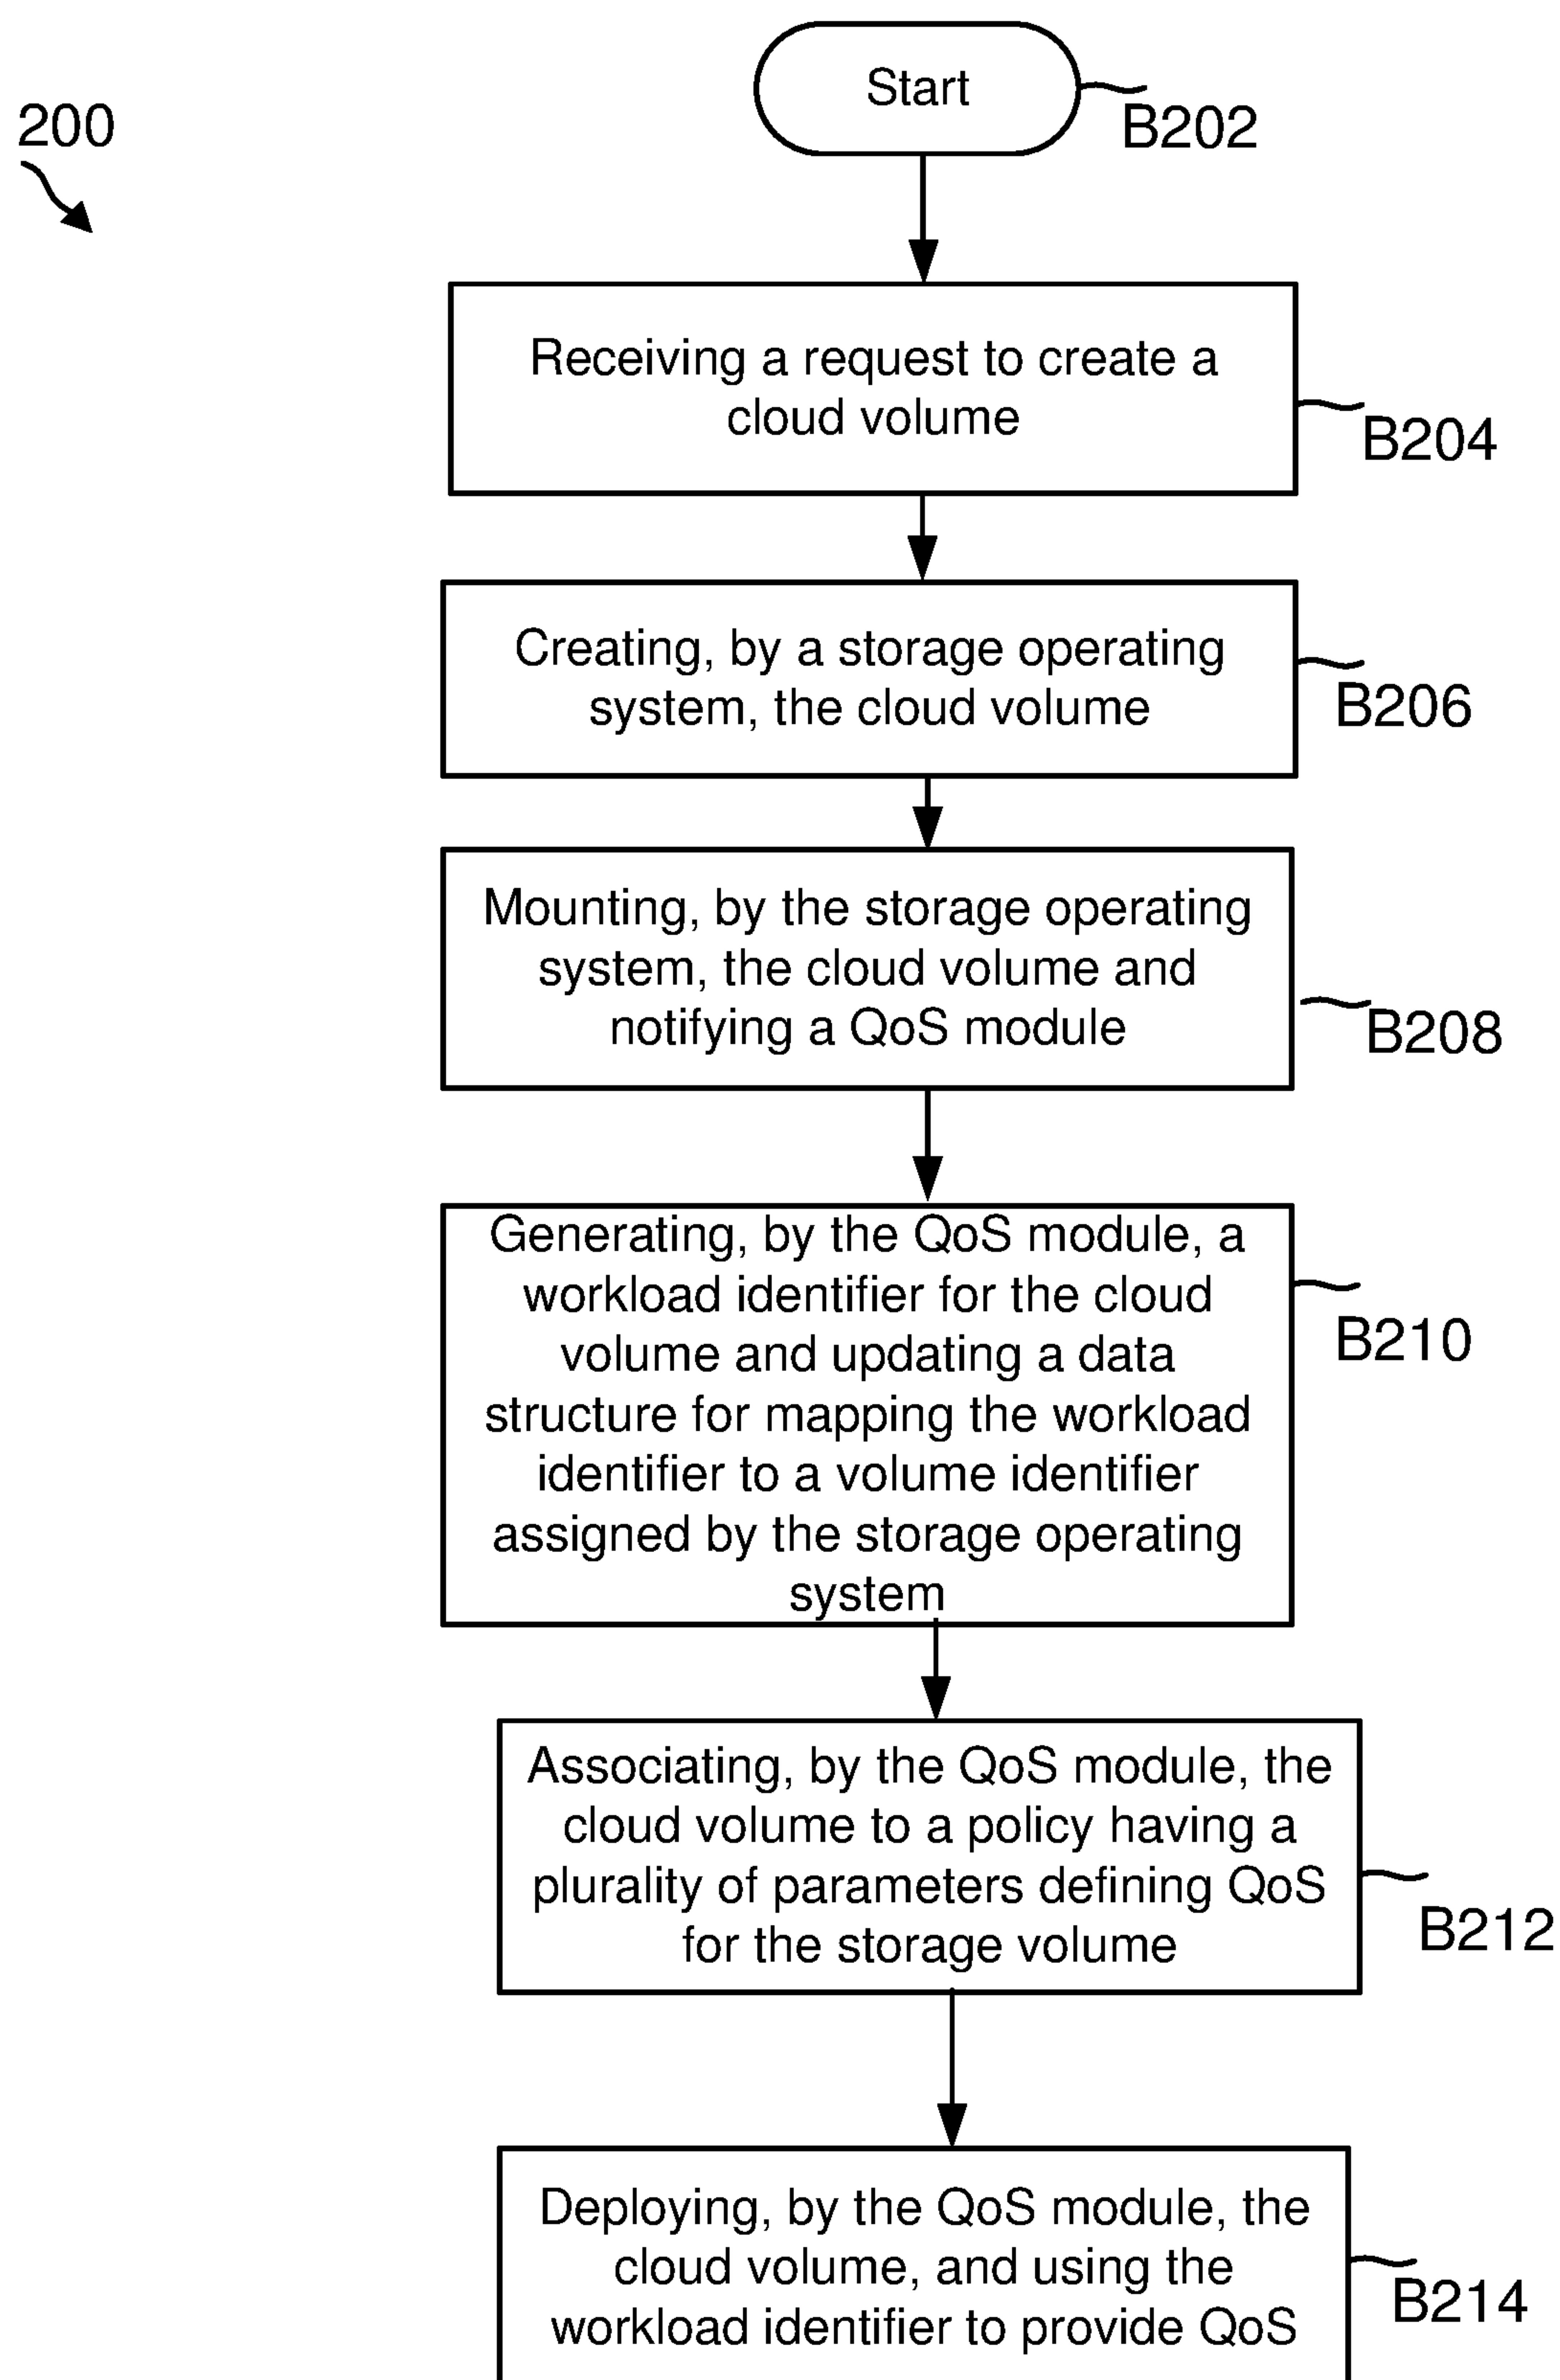 200
Start
B202
Receiving a request to create a
cloud volume
B204
Creating, by a storage operating
system, the cloud volume
B206
Mounting, by the storage operating
system, the cloud volume and
notifying a QoS module
B208
Generating, by the QoS module, a
workload identifier for the cloud
volume and updating a data
structure for mapping the workload
identifier to a volume identifier
assigned by the storage operating
system
B210
Associating, by the QoS module, the
cloud volume to a policy having a
plurality of parameters defining QoS
for the storage volume
B212
Deploying, by the QoS module, the
cloud volume, and using the
workload identifier to provide QoS
B214